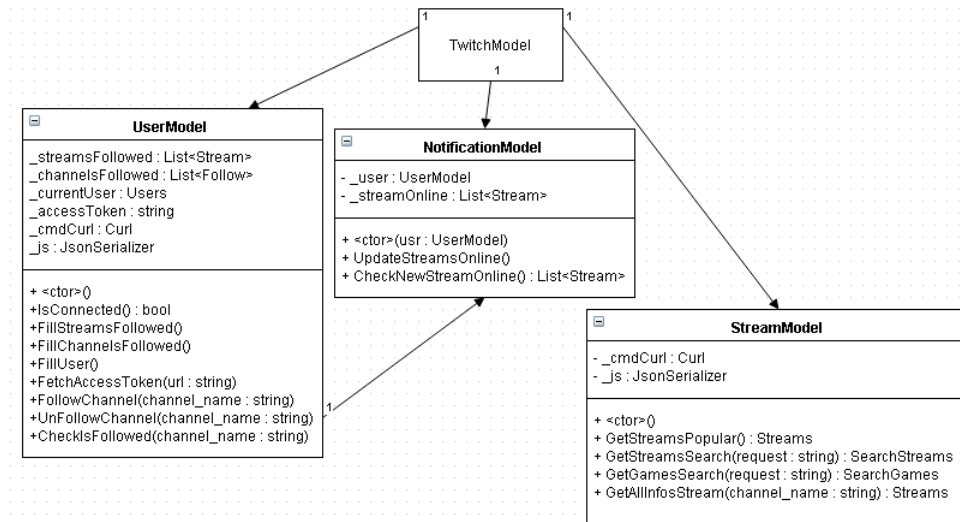 1
1
TwitchModel
1
UserModel
_streamsFollowed : List<Stream>
_channelsFollowed : List<Follow>
_currentUser : Users
_accessToken : string
_cmdCurl : Curl
_js : JsonSerializer
+ <ctor>()
+IsConnected() : bool
+FillStreamsFollowed()
+FillChannelsFollowed()
+FillUser()
+FetchAccessToken(url : string)
+FollowChannel(channel_name : string)
+UnFollowChannel(channel_name : string)
+CheckIsFollowed(channel_name : string)
1
NotificationModel
- _user : UserModel
- _streamOnline : List<Stream>
+ <ctor>(usr : UserModel)
+ UpdateStreamsOnline()
+ CheckNewStreamOnline() : List<Stream>
StreamModel
- _cmdCurl : Curl
- _js : JsonSerializer
+ <ctor>()
+ GetStreamsPopular() : Streams
+ GetStreamsSearch(request : string) : SearchStreams
+ GetGamesSearch(request : string) : SearchGames
+ GetAllInfosStream(channel_name : string) : Streams